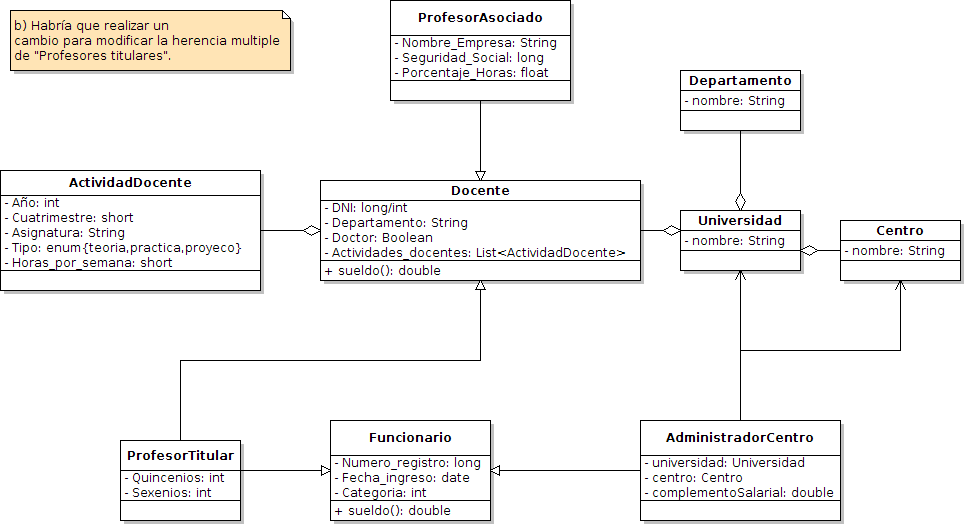 b) Habría que realizar un
cambio para modificar la herencia multiple
de "Profesores titulares".
ProfesorAsociado
- Nombre_Empresa: String
- Seguridad_Social: long
- Porcentaje_Horas: float
Departamento
- nombre: String
ActividadDocente
- Año: int
- Cuatrimestre: short
- Asignatura: String
- Tipo: enum{teoria,practica,proyeco}
- Horas_por_semana: short
Docente
- DNI: long/int
- Departamento: String
- Doctor: Boolean
- Actividades_docentes: List<ActividadDocente>
+ sueldo(): double
Universidad
- nombre: String
Centro
- nombre: String
ProfesorTitular
- Quincenios: int
- Sexenios: int
Funcionario
- Numero_registro: long
- Fecha_ingreso: date
- Categoria: int
+ sueldo(): double
AdministradorCentro
- universidad: Universidad
- centro: Centro
- complementoSalarial: double